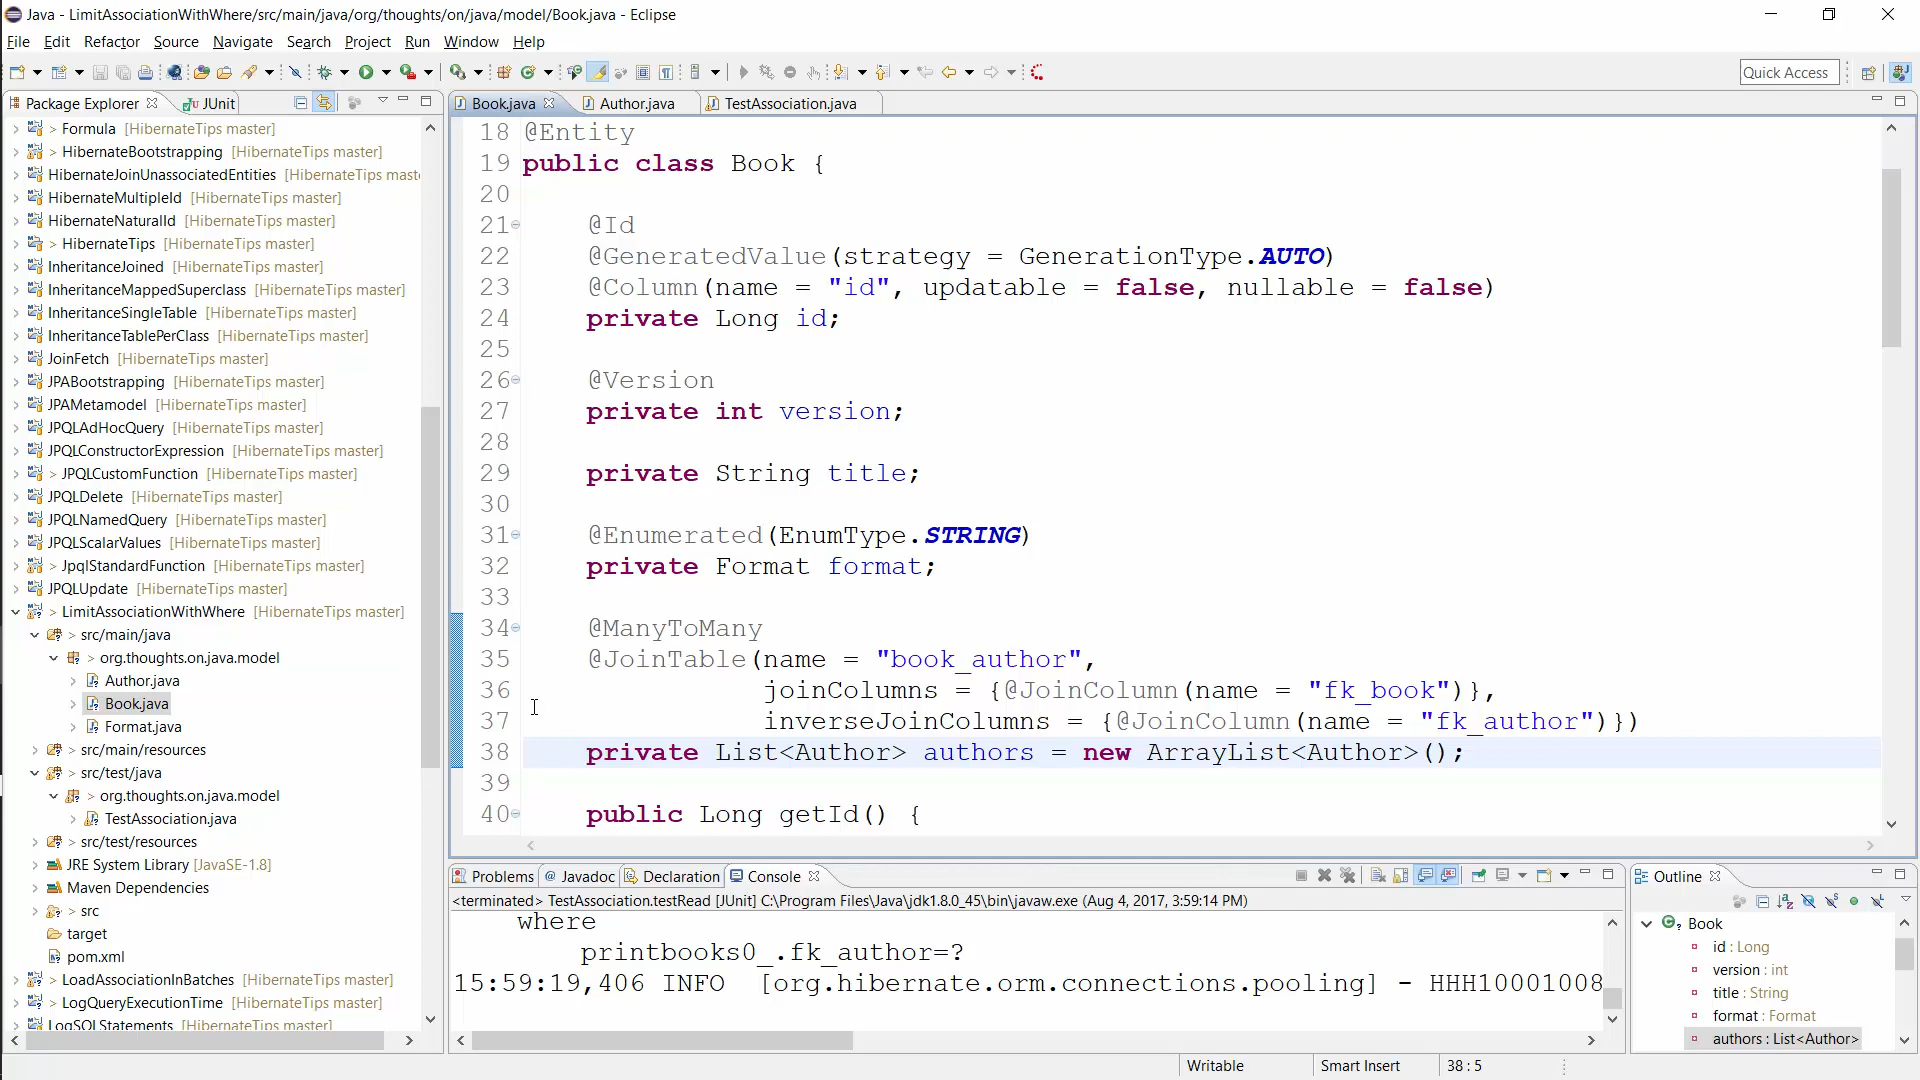 Java - LimitAssociationWithWhere/src/main/java/org/thoughts/on/java/model/Book.java - Eclipse
File Edit Refactor Source Navigate Search Project Run Window Help
Quick Access
Package Explorer JUnit
Formula [HibernateTips master]
> HibernateBootstrapping [HibernateTips master]
HibernateJoinUnassociatedEntities [HibernateTips mast
HibernateMultipleId [HibernateTips master]
HibernateNaturalId [HibernateTips master]
> HibernateTips [HibernateTips master]
InheritanceJoined [HibernateTips master]
InheritanceMappedSuperclass [HibernateTips master]
InheritanceSingleTable [HibernateTips master]
InheritanceTablePerClass [HibernateTips master]
JoinFetch [HibernateTips master]
JPABootstrapping [HibernateTips master]
JPAMetamodel [HibernateTips master]
JPQLAdHocQuery [HibernateTips master]
JPQLConstructorExpression [HibernateTips master]
> JPQLCustomFunction [HibernateTips master]
JPQLDelete [HibernateTips master]
JPQLNamedQuery [HibernateTips master]
JPQLScalarValues [HibernateTips master]
> JpqlStandardFunction [HibernateTips master]
JPQLUpdate [HibernateTips master]
> LimitAssociationWithWhere [HibernateTips master]
> src/main/java
> org.thoughts.on.java.model
Author.java
Book.java
Format.java
> src/main/resources
> src/test/java
> org.thoughts.on.java.model
TestAssociation.java
> src/test/resources
JRE System Library [JavaSE-1.8]
Maven Dependencies
> src
target
pom.xml
> LoadAssociationInBatches [HibernateTips master]
> LogQueryExecutionTime [HibernateTips master]
LogSQLStatements [HibernateTips master]
Book.java Author.java TestAssociation.java
18 @Entity
19 public class Book {
20
21 @Id
22 @GeneratedValue(strategy = GenerationType.AUTO)
23 @Column(name = "id", updatable = false, nullable = false)
24 private Long id;
25
26 @Version
27 private int version;
28
29 private String title;
30
31 @Enumerated(EnumType.STRING)
32 private Format format;
33
34 @ManyToMany
35 @JoinTable(name = "book_author",
36 joinColumns = {@JoinColumn(name = "fk_book")},
37 inverseJoinColumns = {@JoinColumn(name = "fk_author")})
38 private List<Author> authors = new ArrayList<Author>();
39
40 public Long getId() {
Problems @ Javadoc Declaration Console
<terminated> TestAssociation.testRead [JUnit] C:\Program Files\Java\jdk1.8.0_45\bin\javaw.exe (Aug 4, 2017, 3:59:14 PM)
where
printbooks0_.fk_author=?
15:59:19,406 INFO [org.hibernate.orm.connections.pooling] - HHH10001008
Outline
Book
id : Long
version : int
title : String
format : Format
authors : List<Author>
Writable Smart Insert 38 : 5